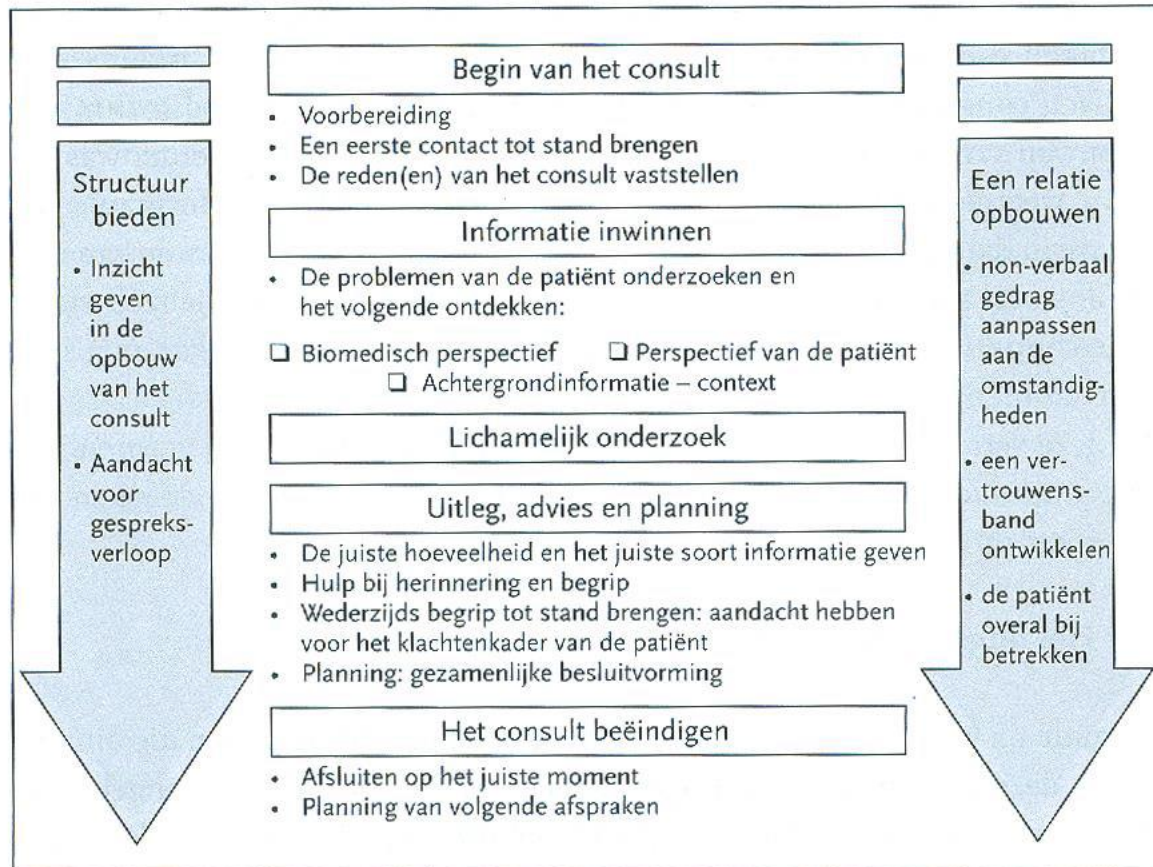 Begin van het consult
• Voorbereiding
• Een eerste contact tot stand brengen
• De reden(en) van het consult vaststellen
Structuur
bieden
• Inzicht
geven
in de
opbouw
van het
consult
• Aandacht
voor
gespreks-
verloop
Informatie inwinnen
• De problemen van de patiënt onderzoeken en
het volgende ontdekken:
❑ Biomedisch perspectief ❑ Perspectief van de patiënt
❑ Achtergrondinformatie – context
Lichamelijk onderzoek
Uitleg, advies en planning
• De juiste hoeveelheid en het juiste soort informatie geven
• Hulp bij herinnering en begrip
• Wederzijds begrip tot stand brengen: aandacht hebben
voor het klachtenkader van de patiënt
• Planning: gezamenlijke besluitvorming
Het consult beëindigen
• Afsluiten op het juiste moment
• Planning van volgende afspraken
Een relatie
opbouwen
• non-verbaal
gedrag
aanpassen
aan de
omstandig-
heden
• een ver-
trouwens-
band
ontwikkelen
• de patiënt
overal bij
betrekken